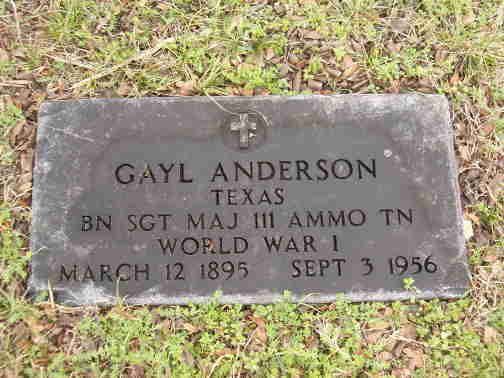 GAYL ANDERSON
TEXAS
BN SGT MAJ 111 AMMO TN
WORLD WAR I
MARCH 12 1895 SEPT 3 1956